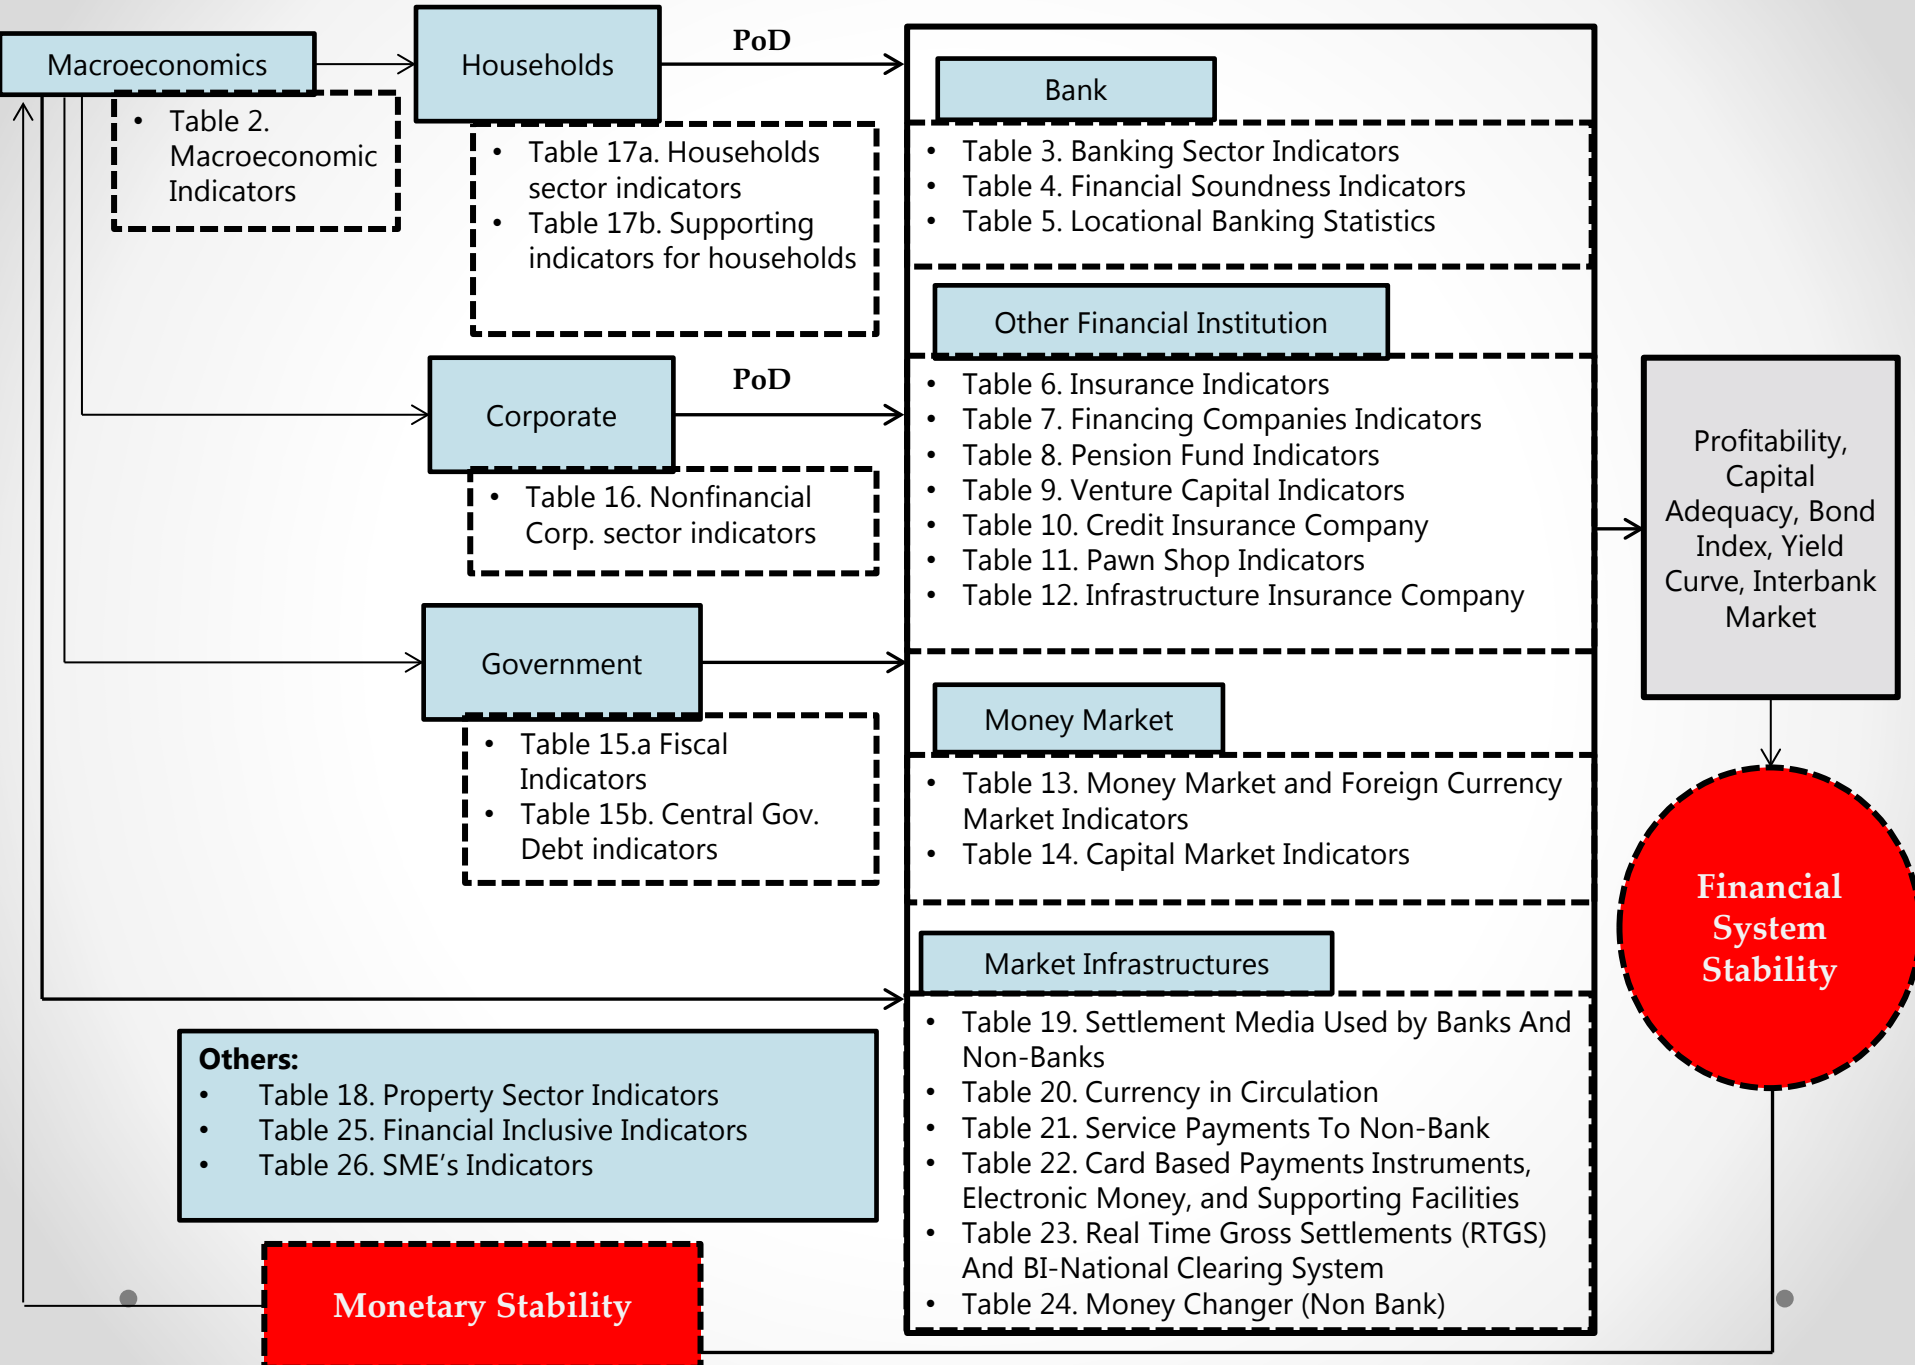 Macroeconomics
• Table 2.
Macroeconomic
Indicators
Households
PoD
• Table 17a. Households
sector indicators
• Table 17b. Supporting
indicators for households
Corporate
PoD
• Table 16. Nonfinancial
Corp. sector indicators
Government
• Table 15.a Fiscal
Indicators
• Table 15b. Central Gov.
Debt indicators
Others:
• Table 18. Property Sector Indicators
• Table 25. Financial Inclusive Indicators
• Table 26. SME’s Indicators
Monetary Stability
Bank
• Table 3. Banking Sector Indicators
• Table 4. Financial Soundness Indicators
• Table 5. Locational Banking Statistics
Other Financial Institution
• Table 6. Insurance Indicators
• Table 7. Financing Companies Indicators
• Table 8. Pension Fund Indicators
• Table 9. Venture Capital Indicators
• Table 10. Credit Insurance Company
• Table 11. Pawn Shop Indicators
• Table 12. Infrastructure Insurance Company
Money Market
• Table 13. Money Market and Foreign Currency
Market Indicators
• Table 14. Capital Market Indicators
Market Infrastructures
• Table 19. Settlement Media Used by Banks And
Non-Banks
• Table 20. Currency in Circulation
• Table 21. Service Payments To Non-Bank
• Table 22. Card Based Payments Instruments,
Electronic Money, and Supporting Facilities
• Table 23. Real Time Gross Settlements (RTGS)
And BI-National Clearing System
• Table 24. Money Changer (Non Bank)
Profitability,
Capital
Adequacy, Bond
Index, Yield
Curve, Interbank
Market
Financial
System
Stability